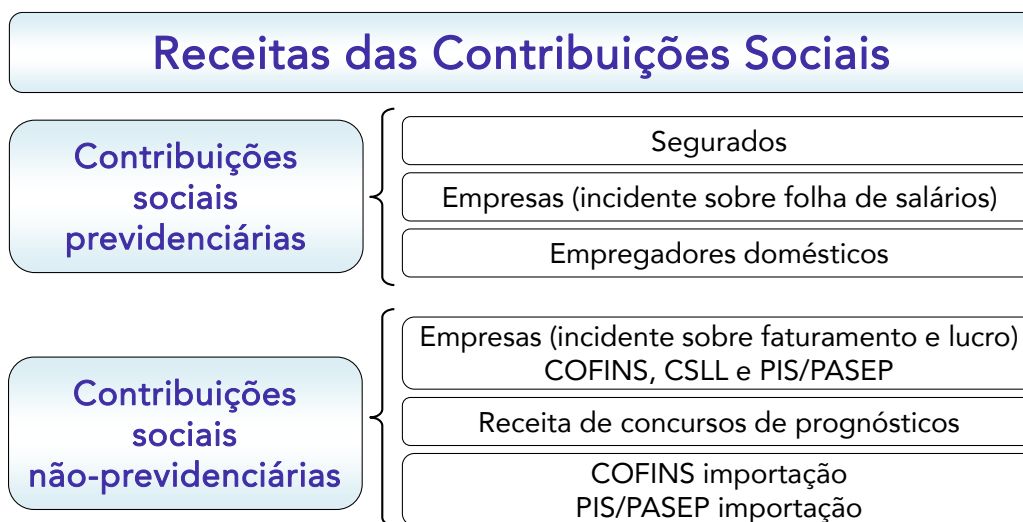 Receitas das Contribuições Sociais
Contribuições
sociais
previdenciárias
Segurados
Empresas (incidente sobre folha de salários)
Empregadores domésticos
Contribuições
sociais
não-previdenciárias
Empresas (incidente sobre faturamento e lucro)
COFINS, CSLL e PIS/PASEP
Receita de concursos de prognósticos
COFINS importação
PIS/PASEP importação